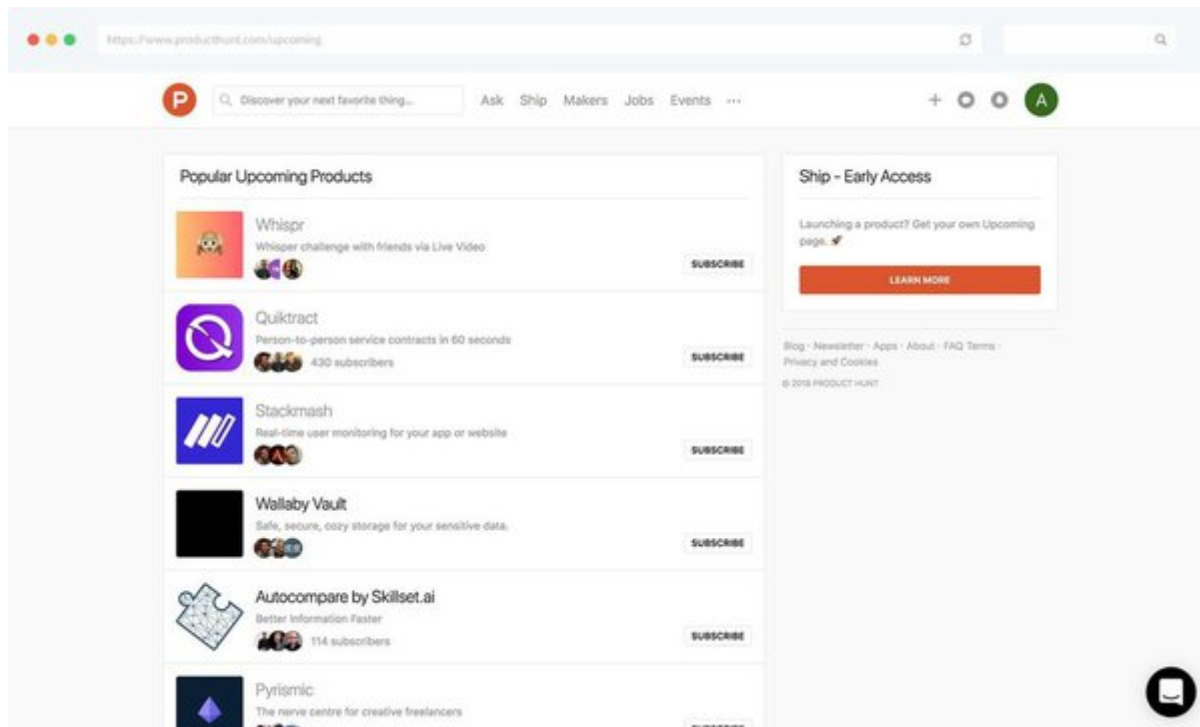 https://www.producthunt.com/upcoming
P
Discover your next favorite thing...
Ask Ship Makers Jobs Events ...
A
Popular Upcoming Products
Whispr
Whisper challenge with friends via Live Video
SUBSCRIBE
Quiktract
Person-to-person service contracts in 60 seconds
430 subscribers
SUBSCRIBE
Stackmash
Real-time user monitoring for your app or website
SUBSCRIBE
Wallaby Vault
Safe, secure, cozy storage for your sensitive data.
SUBSCRIBE
Autocompare by Skillset.ai
Better Information Faster
114 subscribers
SUBSCRIBE
Pyrismic
The nerve centre for creative freelancers
SUBSCRIBE
Ship - Early Access
Launching a product? Get your own Upcoming
page. 🚀
LEARN MORE
Blog · Newsletter · Apps · About · FAQ Terms ·
Privacy and Cookies
© 2018 PRODUCT HUNT